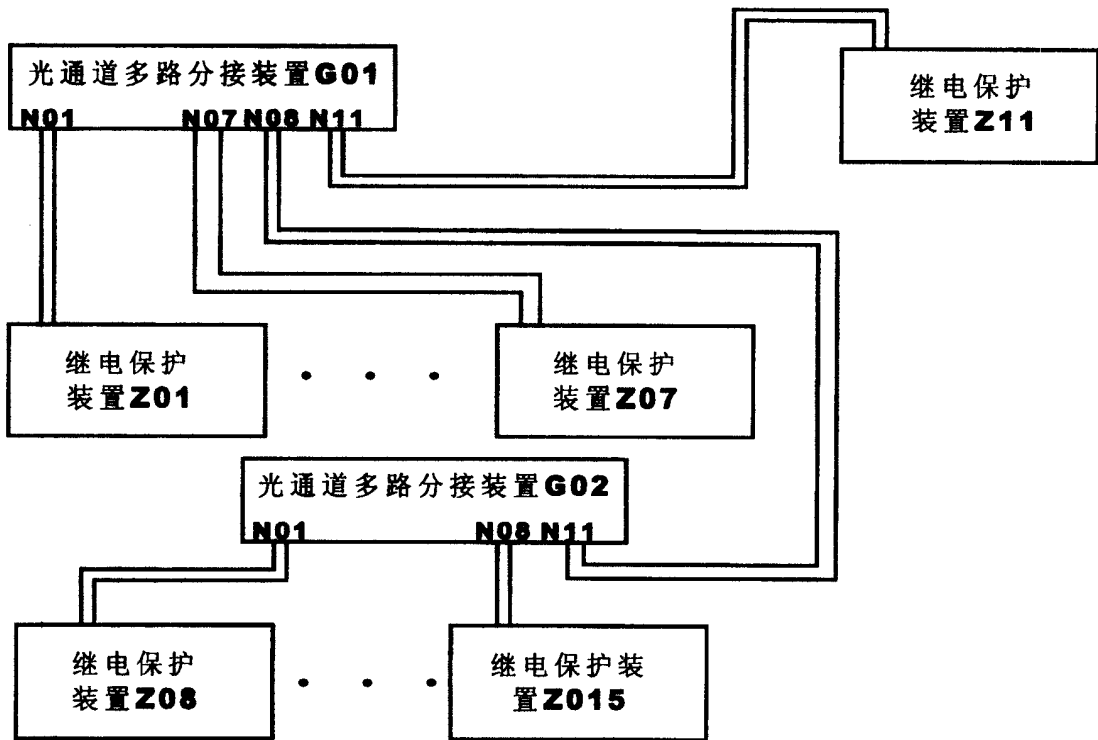 光通道多路分接装置G01
N01 N07 N08 N11
继电保护
装置Z11
继电保护
装置Z01
继电保护
装置Z07
光通道多路分接装置G02
N01 N08 N11
继电保护
装置Z08
继电保护装
置Z015